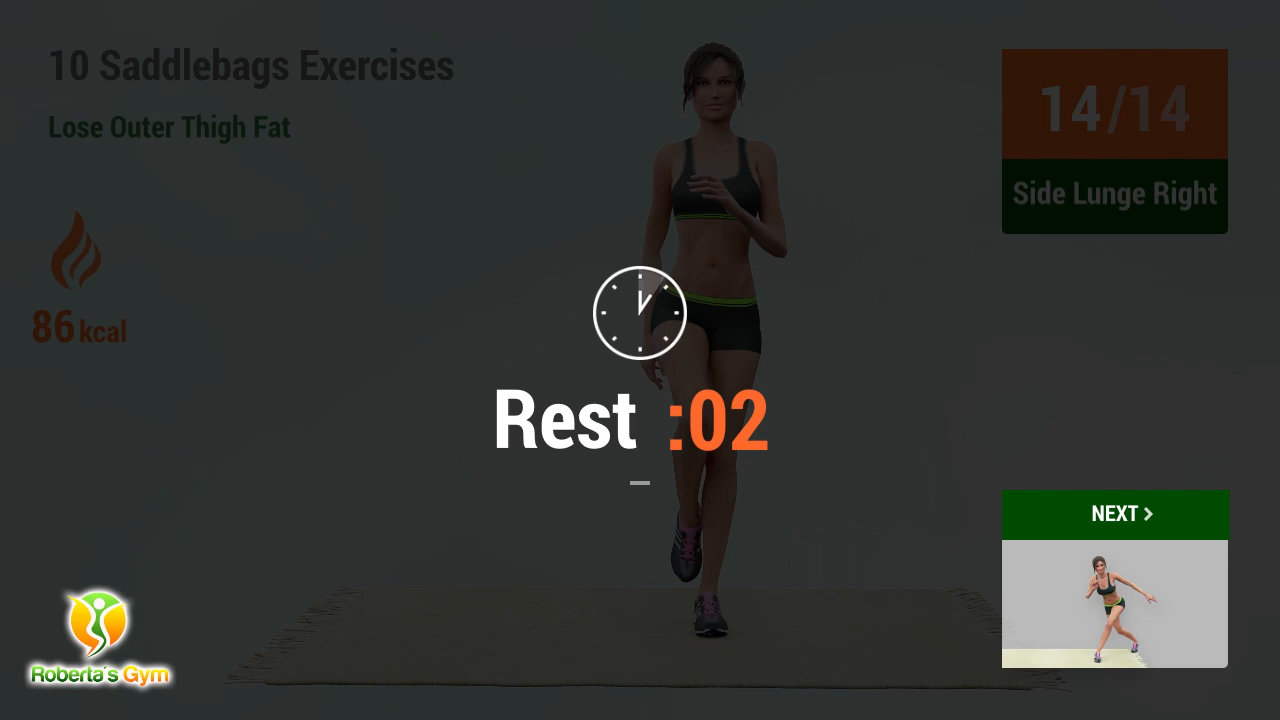 10 Saddlebags Exercises
Lose Outer Thigh Fat
14/14
Side Lunge Right
86 kcal
Rest :02
NEXT
Roberta's Gym